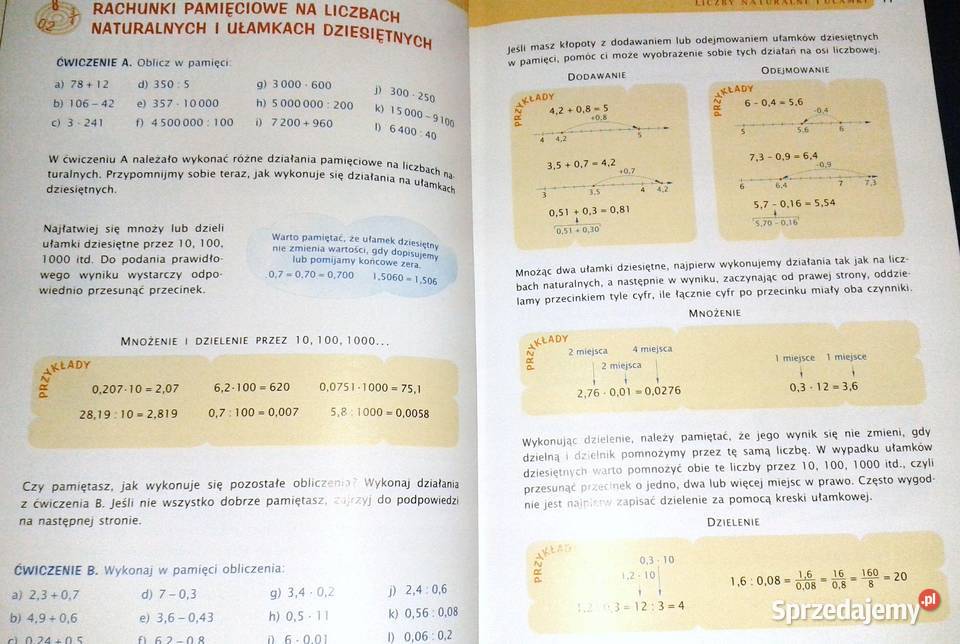 RACHUNKI PAMIĘCIOWE NA LICZBACH
NATURALNYCH I UŁAMKACH DZIESIĘTNYCH
ĆWICZENIE A. Oblicz w pamięci:
a) 78 + 12 d) 350 : 5 g) 3 000 · 600 j) 300 · 250
b) 106 – 42 e) 357 · 10 000 h) 5 000 000 : 200 k) 15 000 – 9 100
c) 3 · 241 f) 4 500 000 : 100 i) 7 200 + 960 l) 6 400 : 40
W ćwiczeniu A należało wykonać różne działania pamięciowe na liczbach na-
turalnych. Przypomnijmy sobie teraz, jak wykonuje się działania na ułamkach
dziesiętnych.
Najłatwiej się mnoży lub dzieli
ułamki dziesiętne przez 10, 100,
1000 itd. Do podania prawidło-
wego wyniku wystarczy odpo-
wiednio przesunąć przecinek.
Warto pamiętać, że ułamek dziesiętny
nie zmienia wartości, gdy dopisujemy
lub pomijamy końcowe zera.
0,7 = 0,70 = 0,700 1,5060 = 1,506
MNOŻENIE I DZIELENIE PRZEZ 10, 100, 1000...
PRZYKŁADY
0,207·10 = 2,07 6,2·100 = 620 0,0751·1000 = 75,1
28,19 : 10 = 2,819 0,7 : 100 = 0,007 5,8 : 1000 = 0,0058
Czy pamiętasz, jak wykonuje się pozostałe obliczenia? Wykonaj działania
z ćwiczenia B. Jeśli nie wszystko dobrze pamiętasz, zajrzyj do podpowiedzi
na następnej stronie.
ĆWICZENIE B. Wykonaj w pamięci obliczenia:
a) 2,3 + 0,7 d) 7 – 0,3 g) 3,4 · 0,2 j) 2,4 : 0,6
b) 4,9 + 0,6 e) 3,6 – 0,43 h) 0,5 · 11 k) 0,56 : 0,08
c) 0,24 + 0,5 f) 6,2 – 0,8 i) 6 · 0,01 l) 0,06 : 0,2
LICZBY NATURALNE I UŁAMKI
Jeśli masz kłopoty z dodawaniem lub odejmowaniem ułamków dziesiętnych
w pamięci, pomóc ci może wyobrażenie sobie tych działań na osi liczbowej.
DODAWANIE
PRZYKŁADY
4,2 + 0,8 = 5
+0,8
4 4,2 5
3,5 + 0,7 = 4,2
+0,7
3 3,5 4 4,2
0,51 + 0,3 = 0,81
0,51 + 0,30
ODEJMOWANIE
PRZYKŁADY
6 – 0,4 = 5,6
-0,4
5 5,6 6
7,3 – 0,9 = 6,4
-0,9
6 6,4 7 7,3
5,7 – 0,16 = 5,54
5,70 – 0,16
Mnożąc dwa ułamki dziesiętne, najpierw wykonujemy działania tak jak na licz-
bach naturalnych, a następnie w wyniku, zaczynając od prawej strony, oddzie-
lamy przecinkiem tyle cyfr, ile łącznie cyfr po przecinku miały oba czynniki.
MNOŻENIE
PRZYKŁADY
2 miejsca 4 miejsca
2 miejsca
2,76 · 0,01 = 0,0276
1 miejsce 1 miejsce
0,3 · 12 = 3,6
Wykonując dzielenie, należy pamiętać, że jego wynik się nie zmieni, gdy
dzielną i dzielnik pomnożymy przez tę samą liczbę. W wypadku ułamków
dziesiętnych warto pomnożyć obie te liczby przez 10, 100, 1000 itd., czyli
przesunąć przecinek o jedno, dwa lub więcej miejsc w prawo. Często wygod-
nie jest najpierw zapisać dzielenie za pomocą kreski ułamkowej.
DZIELENIE
PRZYKŁADY
0,3 · 10
1,2 · 10
1,2 : 0,3 = 12 : 3 = 4
1,6 : 0,08 = 1,6/0,08 = 16/0,8 = 160/8 = 20
Sprzedajemy.pl